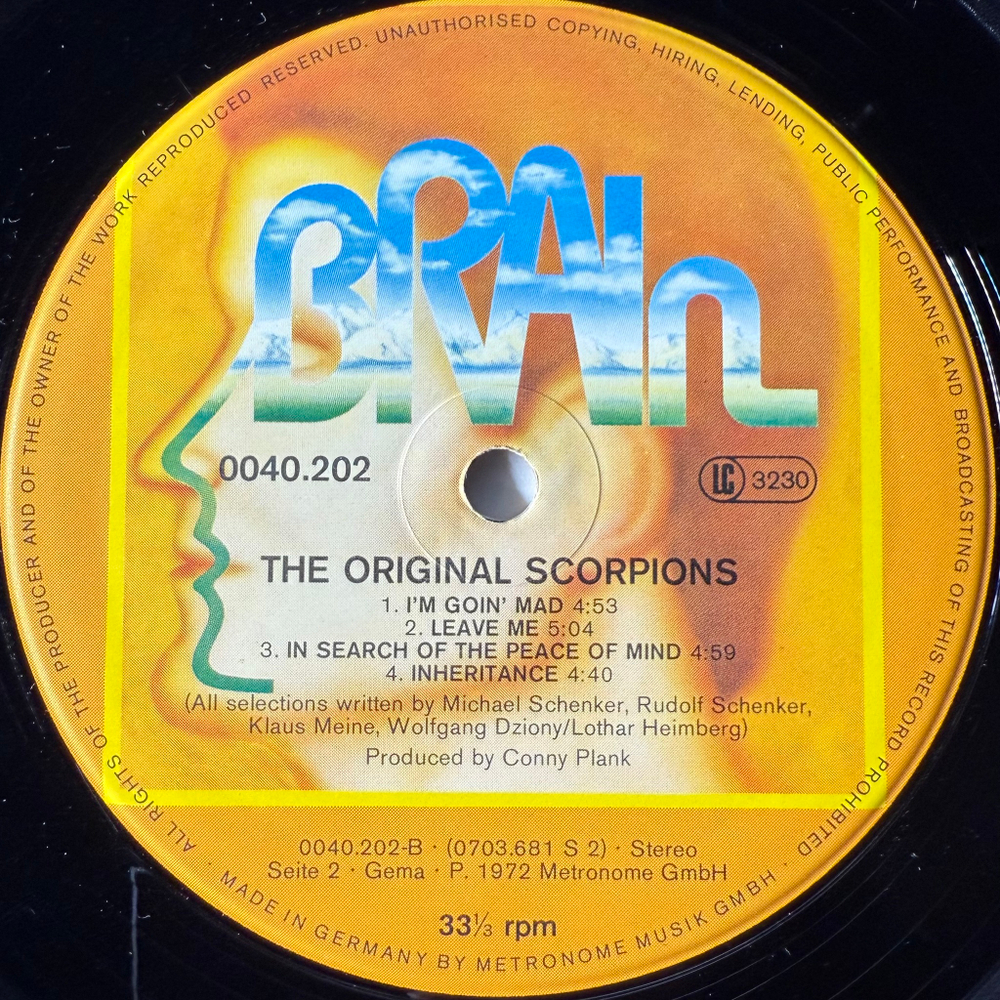 ALL RIGHTS OF THE PRODUCER AND OF THE OWNER OF THE WORK REPRODUCED RESERVED. UNAUTHORISED COPYING, HIRING, LENDING, PUBLIC PERFORMANCE AND BROADCASTING OF THIS RECORD PROHIBITED
BRAIn
0040.202
LC 3230
THE ORIGINAL SCORPIONS
1. I'M GOIN' MAD 4:53
2. LEAVE ME 5:04
3. IN SEARCH OF THE PEACE OF MIND 4:59
4. INHERITANCE 4:40
(All selections written by Michael Schenker, Rudolf Schenker,
Klaus Meine, Wolfgang Dziony/Lothar Heimberg)
Produced by Conny Plank
0040.202-B · (0703.681 S 2) · Stereo
Seite 2 · Gema · P. 1972 Metronome GmbH
33⅓ rpm
· MADE IN GERMANY BY METRONOME MUSIK GMBH ·